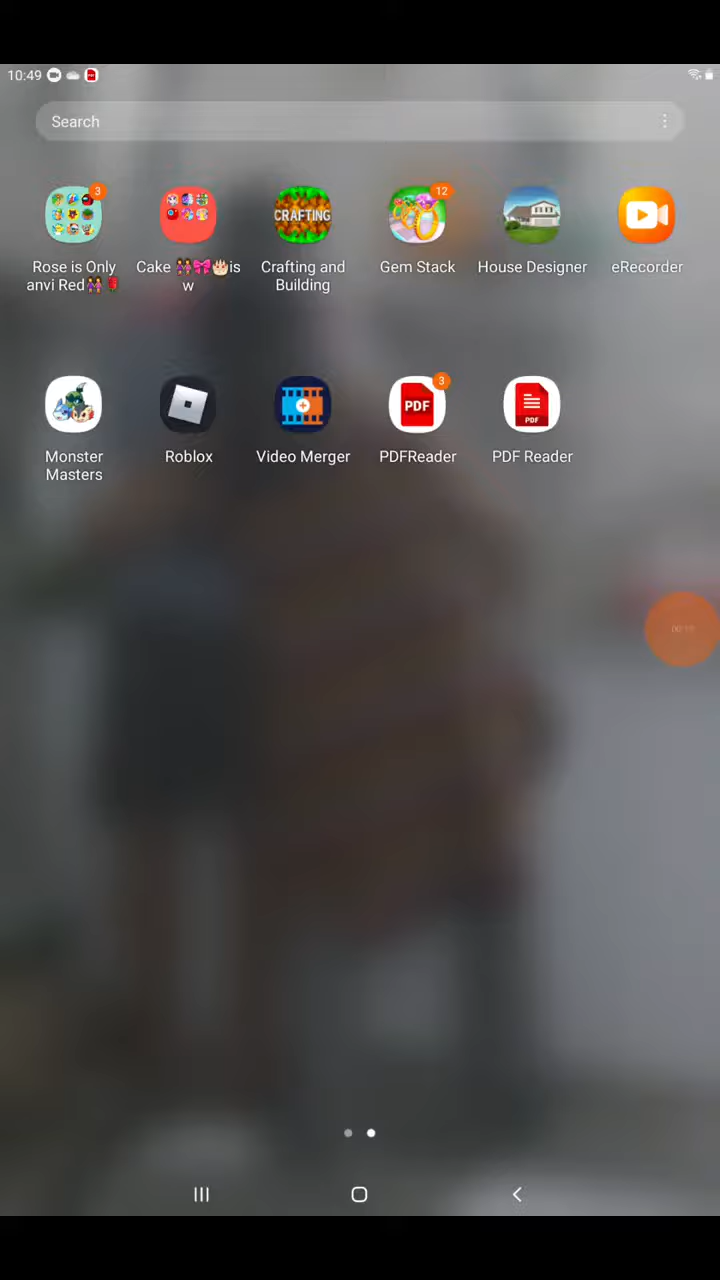 10:49
Search
3
12
CRAFTING
Rose is Only
anvi Red👭🌹
Cake 👭🎀🎂is
w
Crafting and
Building
Gem Stack
House Designer
eRecorder
3
PDF
PDF
Monster
Masters
Roblox
Video Merger
PDFReader
PDF Reader